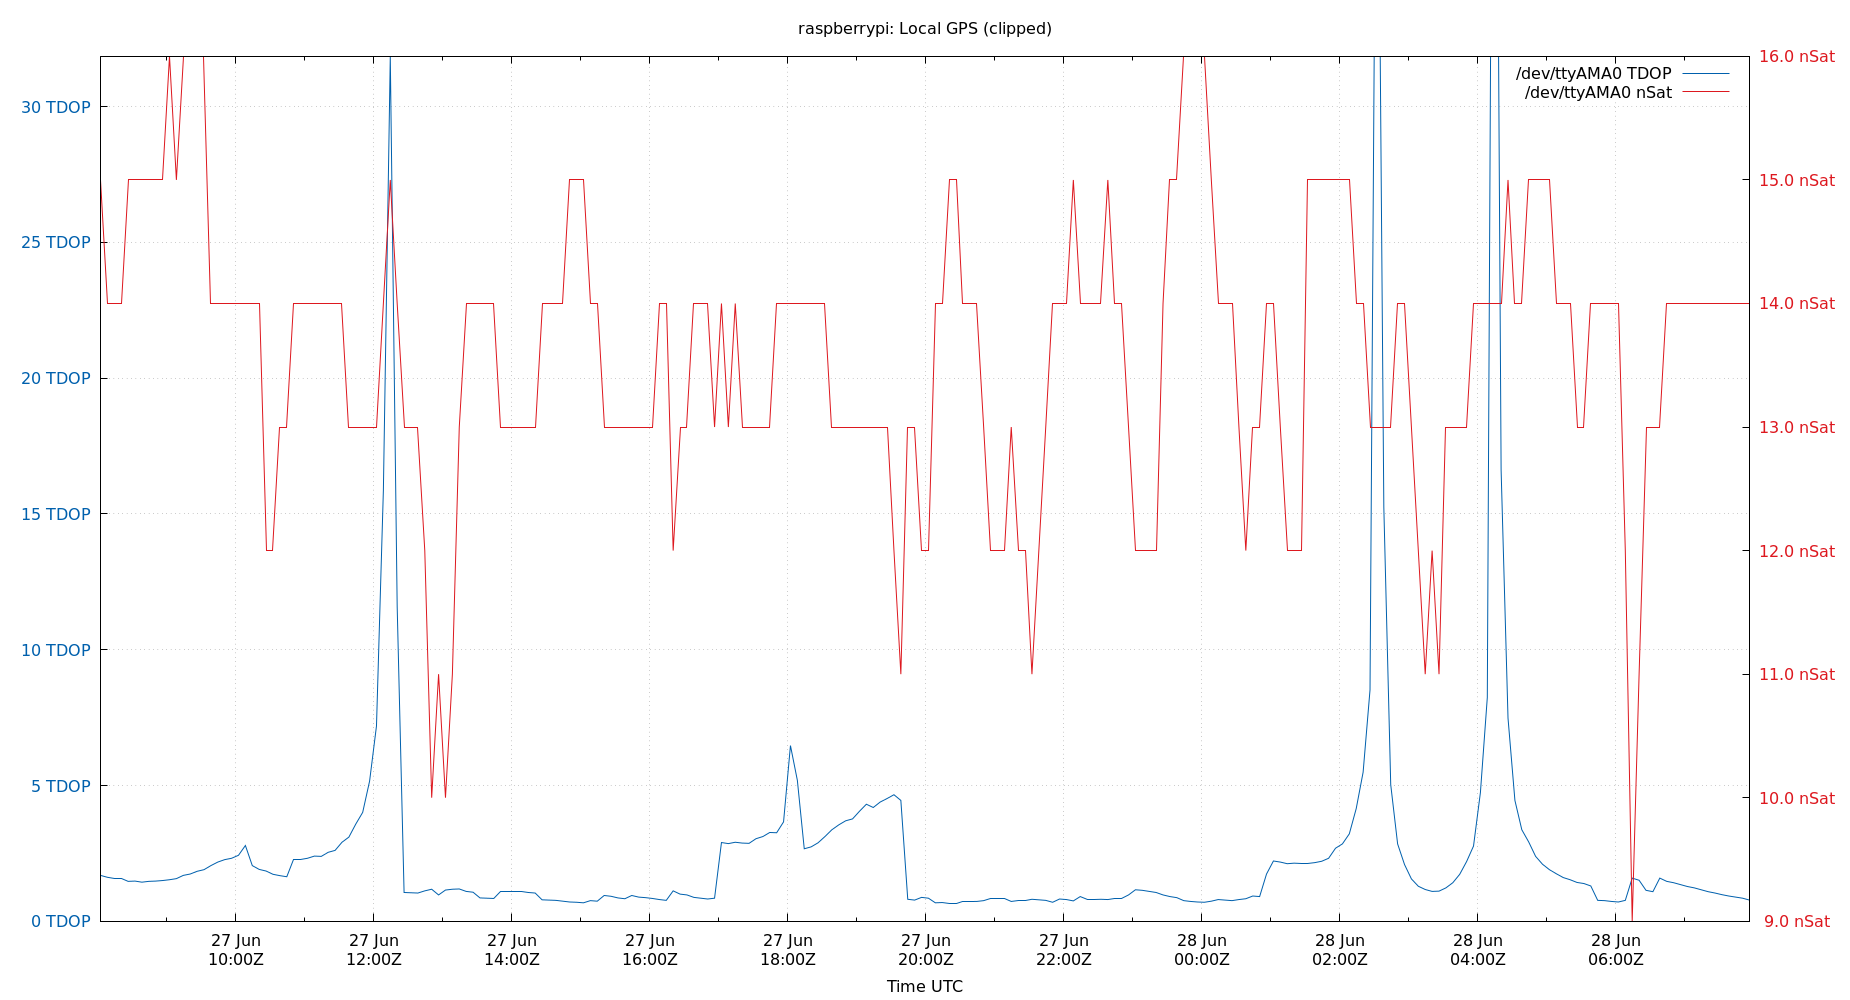 raspberrypi: Local GPS (clipped)
/dev/ttyAMA0 TDOP
/dev/ttyAMA0 nSat
30 TDOP
25 TDOP
20 TDOP
15 TDOP
10 TDOP
5 TDOP
0 TDOP
16.0 nSat
15.0 nSat
14.0 nSat
13.0 nSat
12.0 nSat
11.0 nSat
10.0 nSat
9.0 nSat
27 Jun
10:00Z
27 Jun
12:00Z
27 Jun
14:00Z
27 Jun
16:00Z
27 Jun
18:00Z
27 Jun
20:00Z
27 Jun
22:00Z
28 Jun
00:00Z
28 Jun
02:00Z
28 Jun
04:00Z
28 Jun
06:00Z
Time UTC